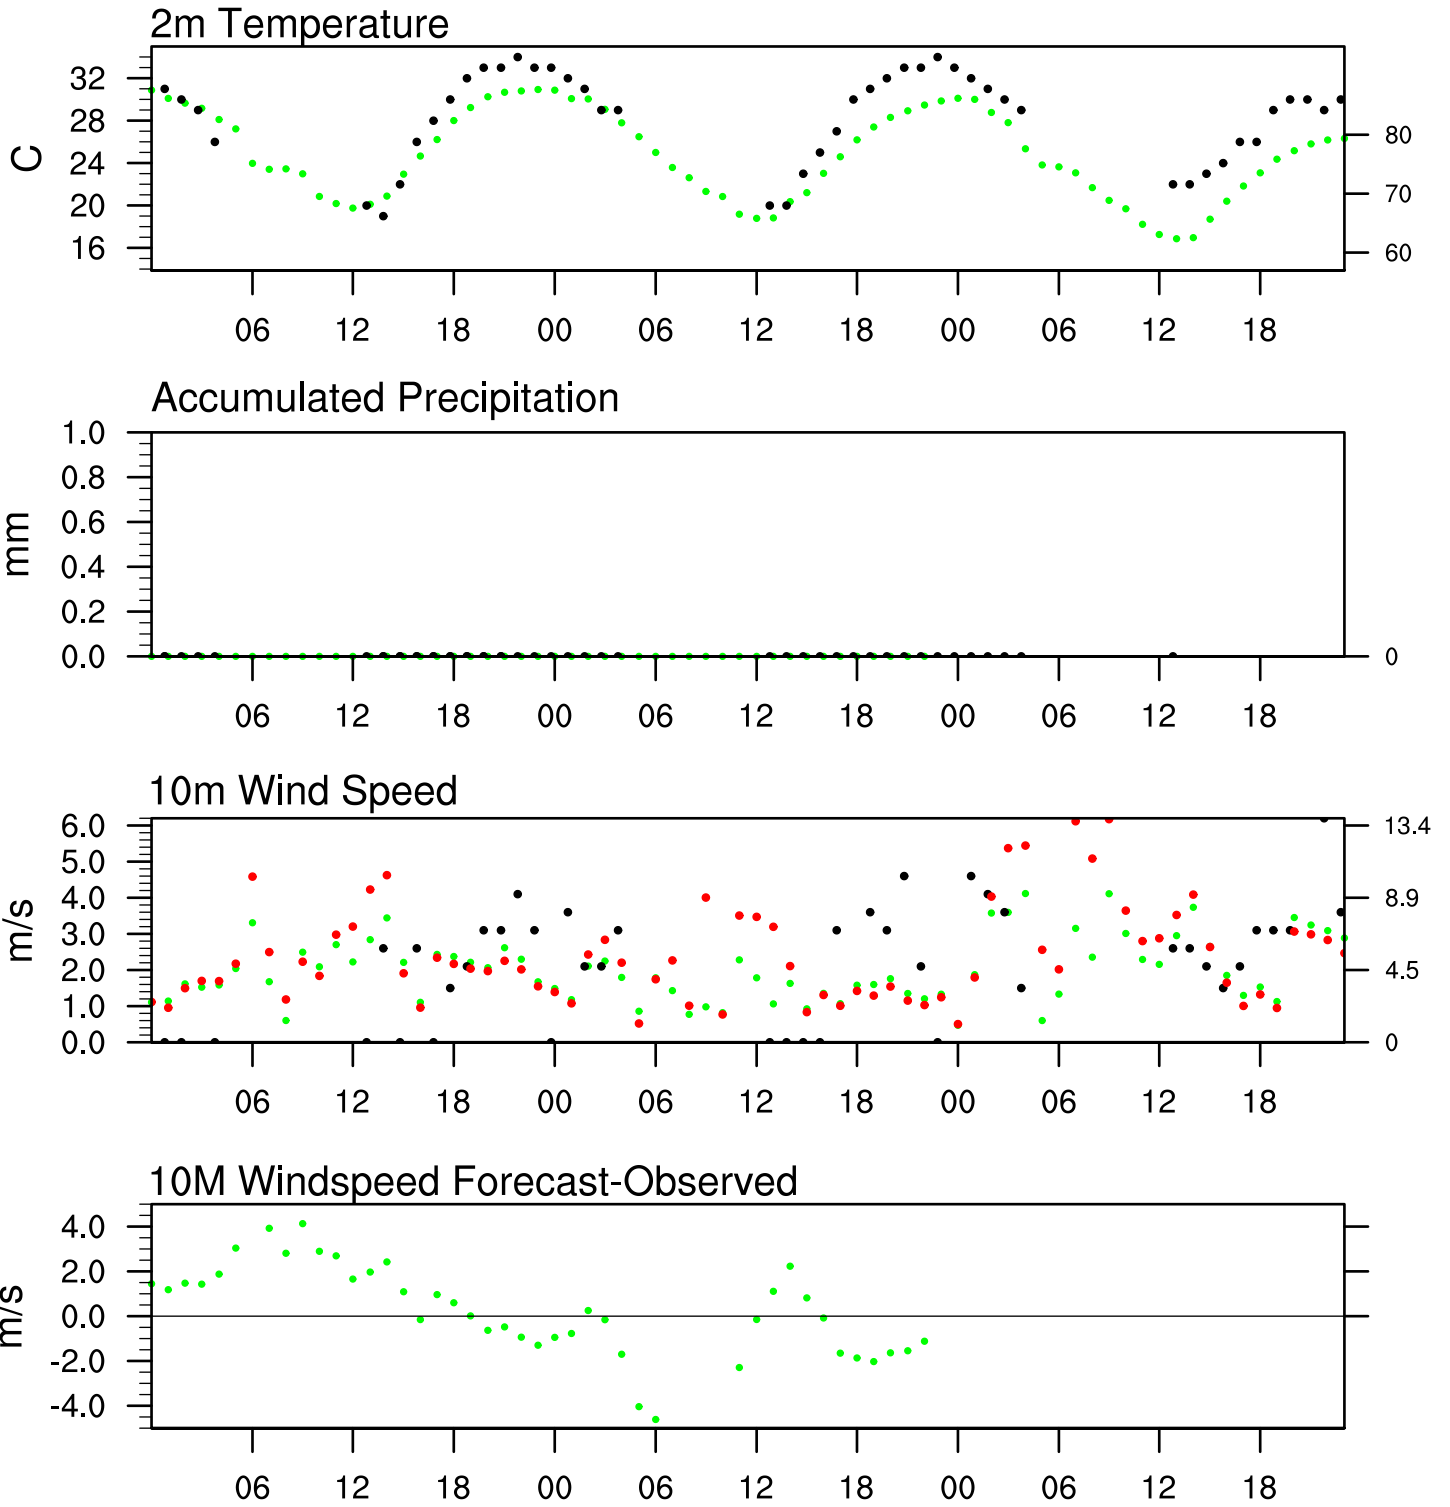 2m Temperature
C
32
28
24
20
16
80
70
60
06 12 18 00 06 12 18 00 06 12 18
Accumulated Precipitation
mm
1.0
0.8
0.6
0.4
0.2
0.0
0
06 12 18 00 06 12 18 00 06 12 18
10m Wind Speed
m/s
6.0
5.0
4.0
3.0
2.0
1.0
0.0
13.4
8.9
4.5
0
06 12 18 00 06 12 18 00 06 12 18
10M Windspeed Forecast-Observed
m/s
4.0
2.0
0.0
-2.0
-4.0
06 12 18 00 06 12 18 00 06 12 18